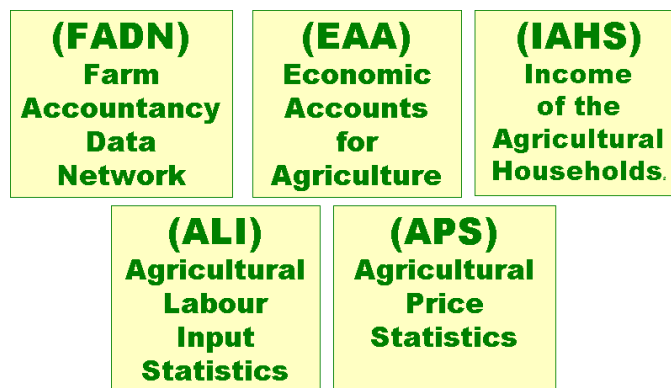 (FADN)
Farm
Accountancy
Data
Network
(EAA)
Economic
Accounts
for
Agriculture
(IAHS)
Income
of the
Agricultural
Households.
(ALI)
Agricultural
Labour
Input
Statistics
(APS)
Agricultural
Price
Statistics